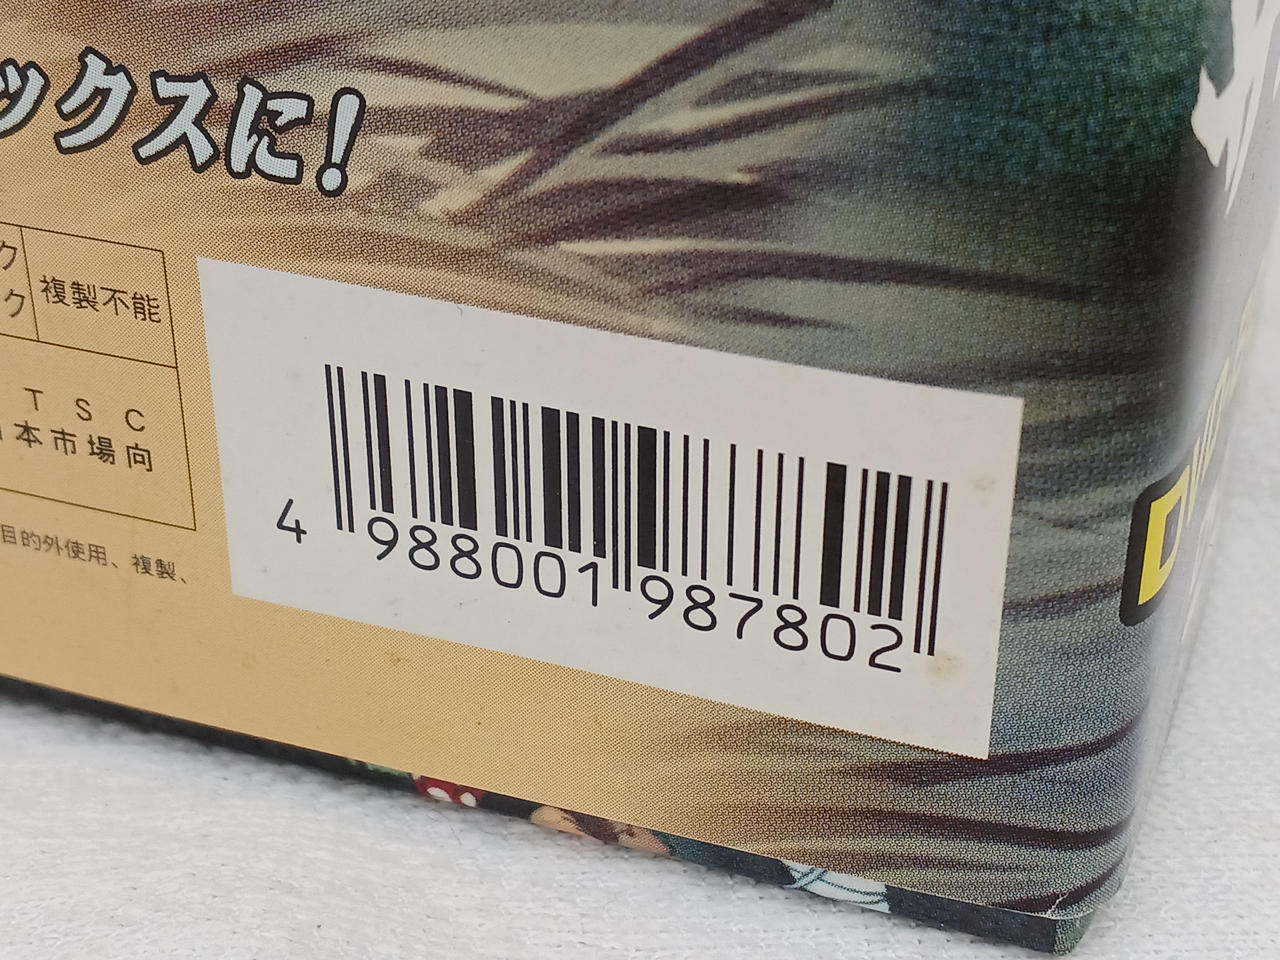 ックスに!
ク
ク
複製不能
TSC
本市場向
目的外使用、複製、
4 988001 987802
D